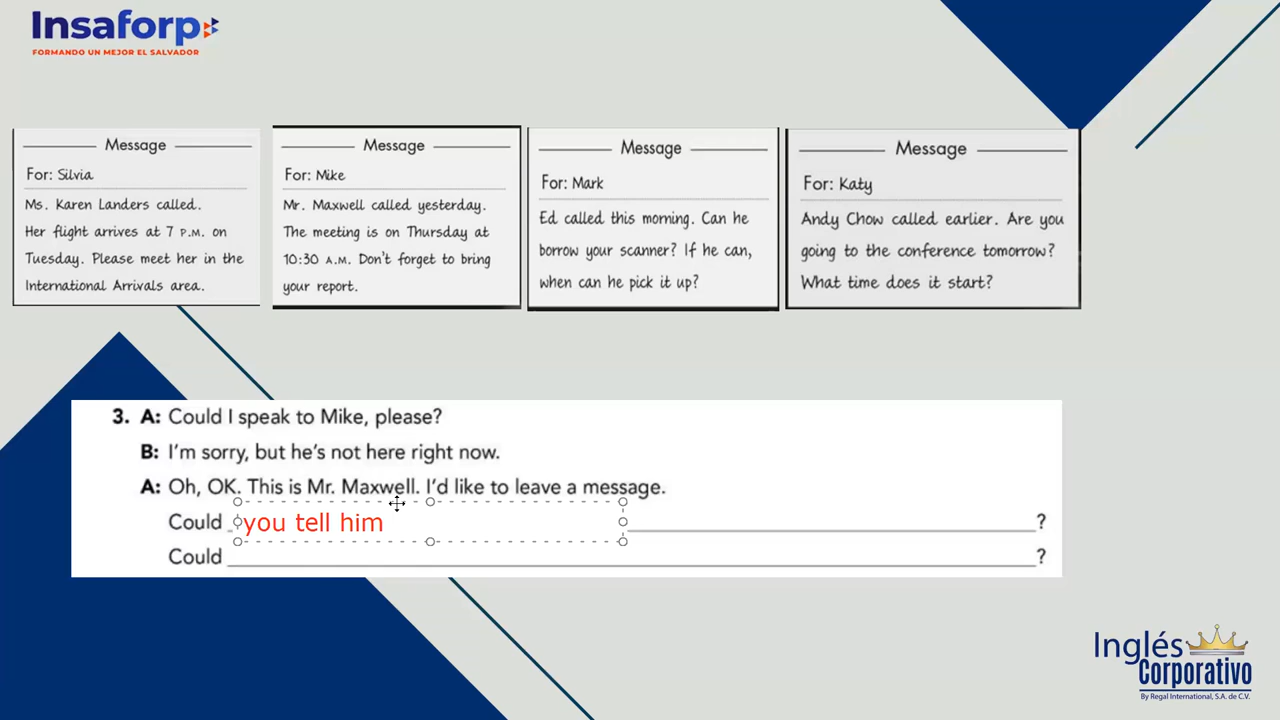 Insaforp
FORMANDO UN MEJOR EL SALVADOR
Message
For: Silvia
Ms. Karen Landers called.
Her flight arrives at 7 P.M. on
Tuesday. Please meet her in the
International Arrivals area.
Message
For: Mike
Mr. Maxwell called yesterday.
The meeting is on Thursday at
10:30 A.M. Don't forget to bring
your report.
Message
For: Mark
Ed called this morning. Can he
borrow your scanner? If he can,
when can he pick it up?
Message
For: Katy
Andy Chow called earlier. Are you
going to the conference tomorrow?
What time does it start?
3. A: Could I speak to Mike, please?
B: I'm sorry, but he's not here right now.
A: Oh, OK. This is Mr. Maxwell. I'd like to leave a message.
Could you tell him ?
Could ?
Inglés
Corporativo
By Regal International, S.A. de C.V.